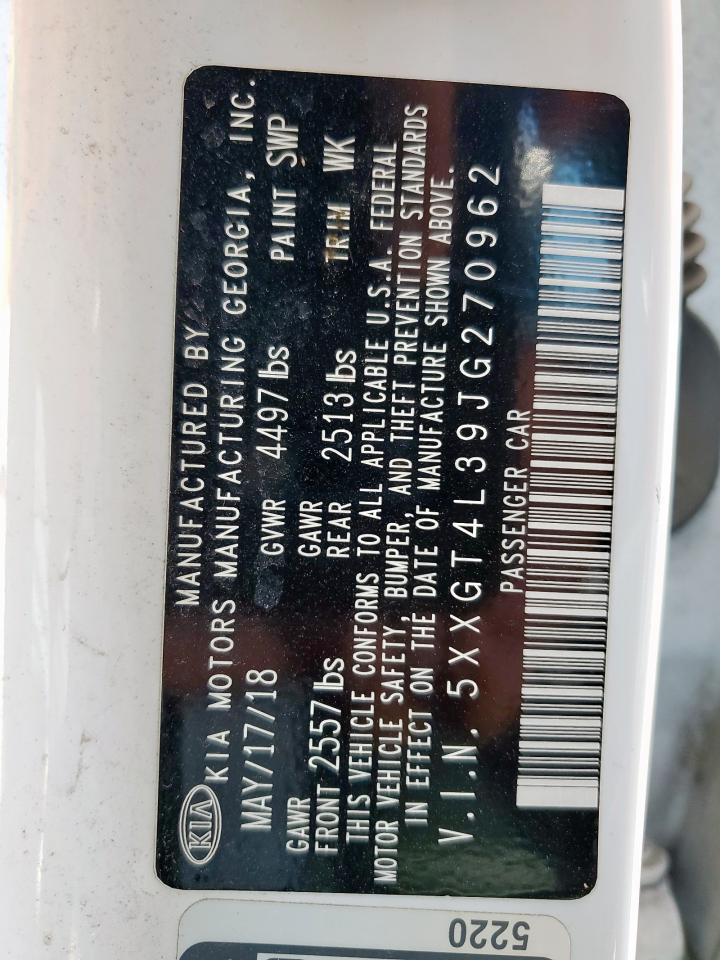 MANUFACTURED BY
KIA KIA MOTORS MANUFACTURING GEORGIA, INC.
MAY/17/18 GVWR 4497 lbs PAINT SWP
GAWR GAWR
FRONT 2557 lbs REAR 2513 lbs TRIM WK
THIS VEHICLE CONFORMS TO ALL APPLICABLE U.S.A. FEDERAL
MOTOR VEHICLE SAFETY, BUMPER, AND THEFT PREVENTION STANDARDS
IN EFFECT ON THE DATE OF MANUFACTURE SHOWN ABOVE.
V.I.N. 5XXGT4L39JG270962
PASSENGER CAR
5220